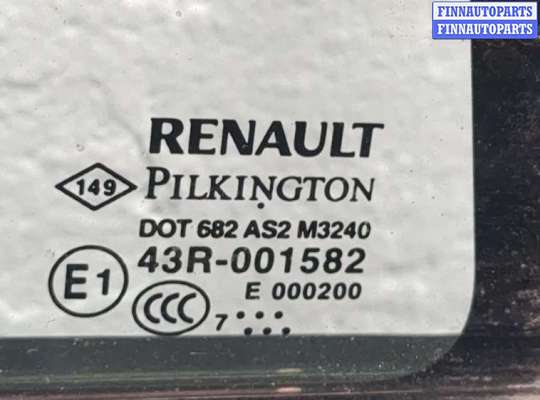 FINNAUTOPARTS
FINNAUTOPARTS
RENAULT
149 PILKINGTON
DOT 682 AS2 M3240
E1 43R-001582
E 000200
CCC 7